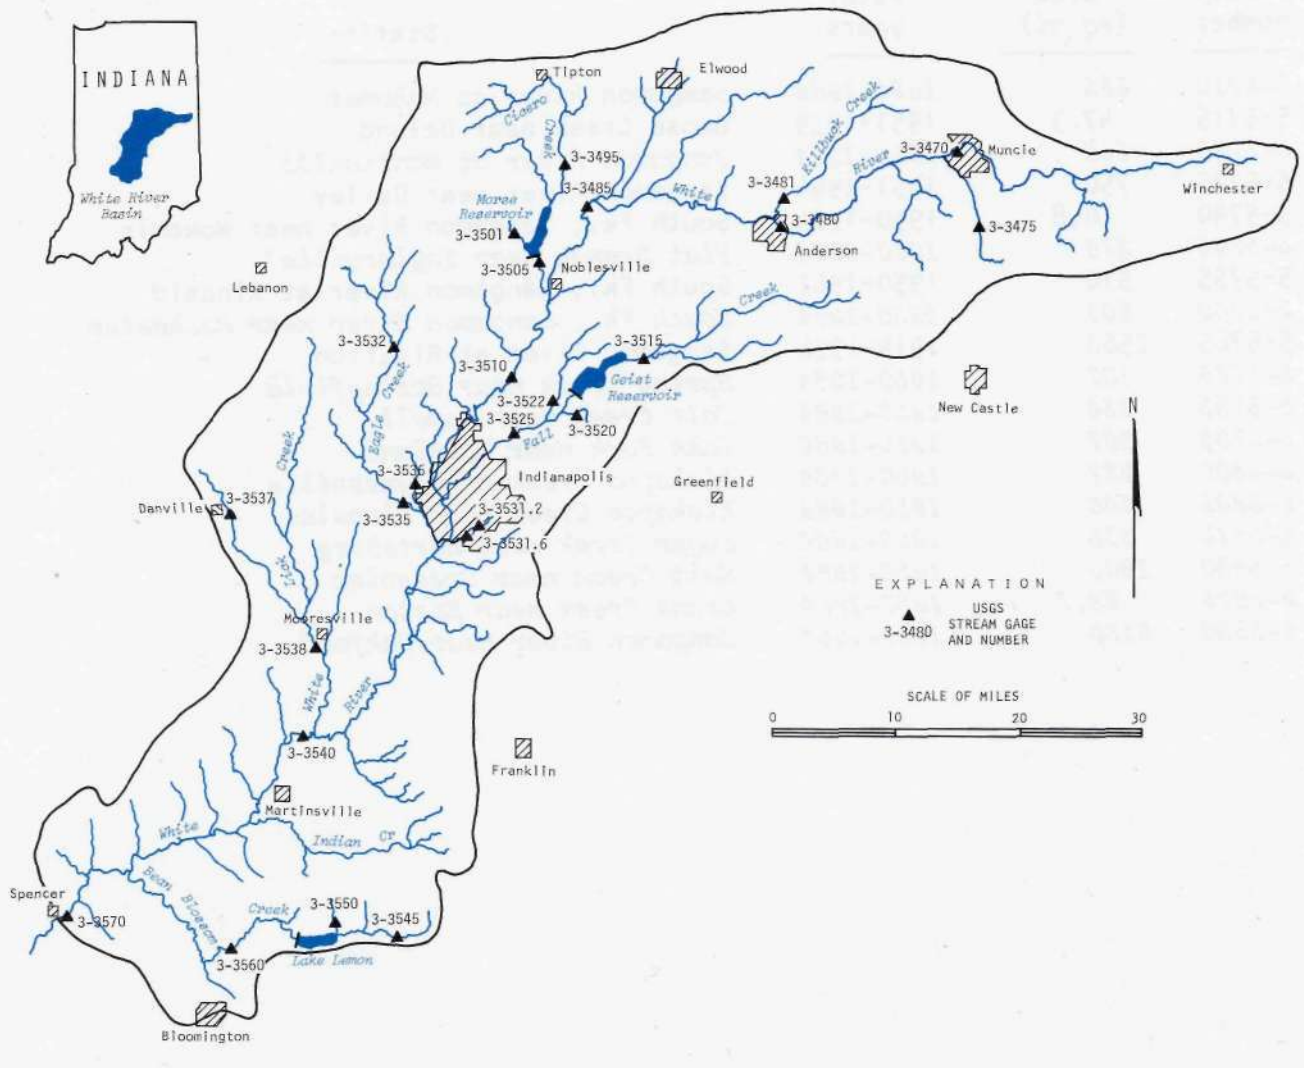 INDIANA
White River
Basin
Tipton
Elwood
Cicero
Creek
3-3495
3-3485
Killbuck Creek
3-3470
Muncie
River
White
3-3481
3-3480
Anderson
3-3475
Winchester
Morse
Reservoir
3-3501
3-3505
Noblesville
Lebanon
Creek
3-3532
3-3515
3-3510
Geist
Reservoir
3-3522
3-3525
3-3520
Fall
New Castle
N
Eagle Creek
Creek
Indianapolis
Greenfield
Danville
3-3537
3-3535
3-3531.2
3-3531.6
Lick
Mooresville
3-3538
White
River
3-3540
EXPLANATION
3-3480
USGS
STREAM GAGE
AND NUMBER
SCALE OF MILES
0 10 20 30
Franklin
Martinsville
White
Indian Cr
Bean Blossom
Creek
Spencer
3-3570
3-3550
3-3545
3-3560
Lake Lemon
Bloomington